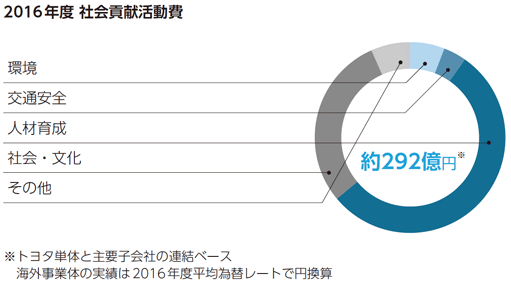 2016年度 社会貢献活動費
環境
交通安全
人材育成
社会・文化
その他
約292億円※
※トヨタ単体と主要子会社の連結ベース
海外事業体の実績は2016年度平均為替レートで円換算